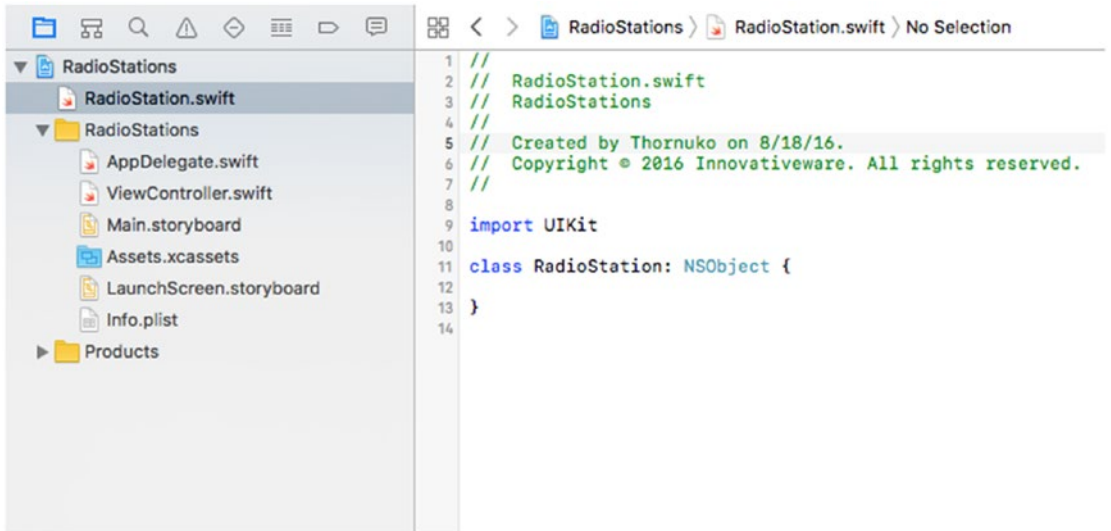 RadioStations
RadioStation.swift
RadioStations
AppDelegate.swift
ViewController.swift
Main.storyboard
Assets.xcassets
LaunchScreen.storyboard
Info.plist
Products
RadioStations 〉 RadioStation.swift 〉 No Selection
1 //
2 //  RadioStation.swift
3 //  RadioStations
4 //
5 //  Created by Thornuko on 8/18/16.
6 //  Copyright © 2016 Innovativeware. All rights reserved.
7 //
8
9 import UIKit
10
11 class RadioStation: NSObject {
12
13 }
14